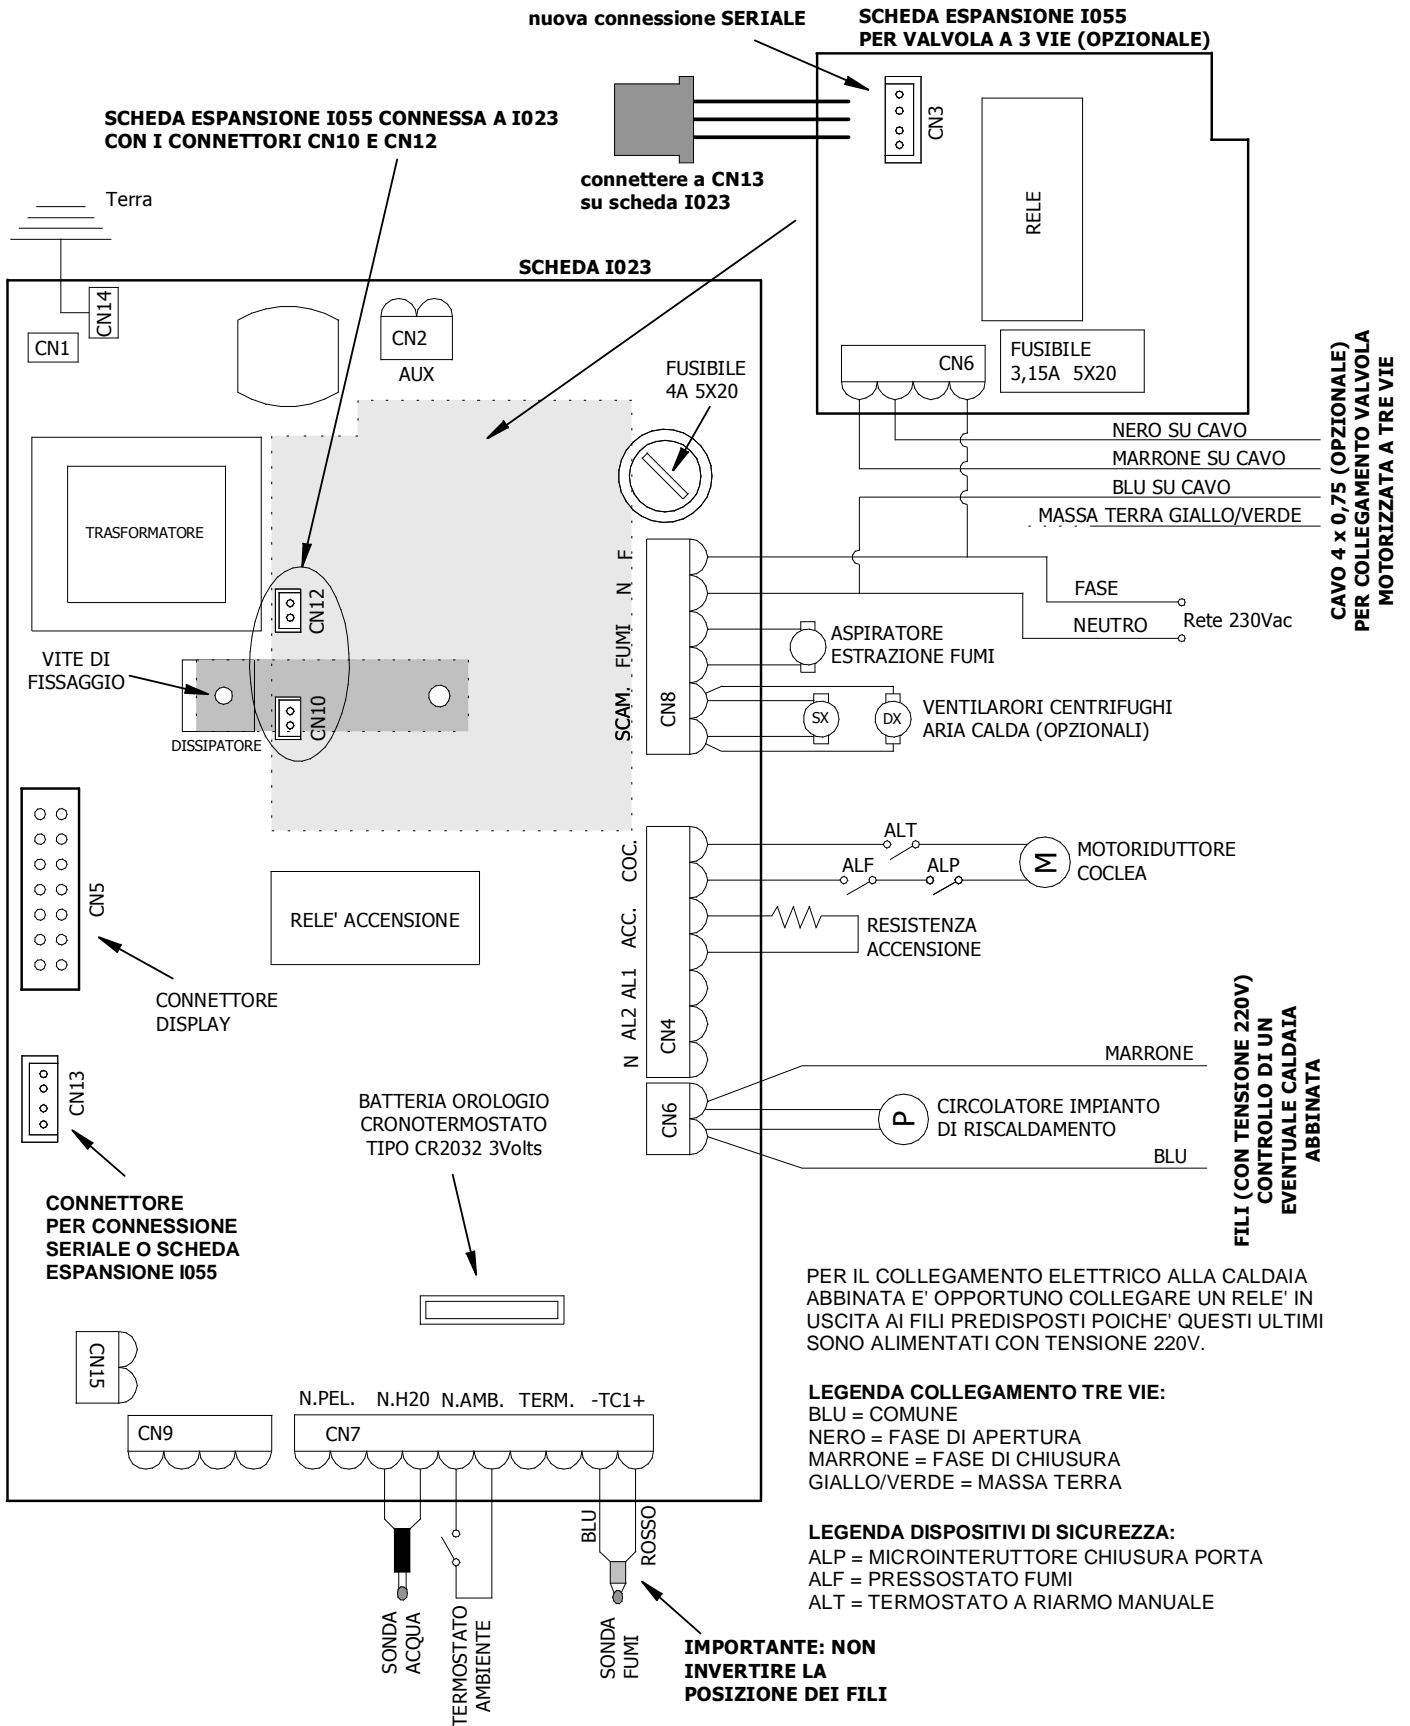 nuova connessione SERIALE
SCHEDA ESPANSIONE I055
PER VALVOLA A 3 VIE (OPZIONALE)
SCHEDA ESPANSIONE I055 CONNESSA A I023
CON I CONNETTORI CN10 E CN12
CN3
connettere a CN13
su scheda I023
RELE
Terra
SCHEDA I023
CN14
CN1
CN2
AUX
FUSIBILE
4A 5X20
CN6
FUSIBILE
3,15A 5X20
CAVO 4 x 0,75 (OPZIONALE)
PER COLLEGAMENTO VALVOLA
MOTORIZZATA A TRE VIE
NERO SU CAVO
MARRONE SU CAVO
BLU SU CAVO
MASSA TERRA GIALLO/VERDE
TRASFORMATORE
CN12
F
N
FUMI
SCAM.
CN8
FASE
NEUTRO
Rete 230Vac
ASPIRATORE
ESTRAZIONE FUMI
VITE DI
FISSAGGIO
CN10
DISSIPATORE
SX
DX
VENTILARORI CENTRIFUGHI
ARIA CALDA (OPZIONALI)
CN5
CONNETTORE
DISPLAY
RELE' ACCENSIONE
COC.
ACC.
AL1
AL2
N
CN4
ALT
ALF
ALP
M
MOTORIDUTTORE
COCLEA
RESISTENZA
ACCENSIONE
FILI (CON TENSIONE 220V)
CONTROLLO DI UN
EVENTUALE CALDAIA
ABBINATA
MARRONE
CN6
P
CIRCOLATORE IMPIANTO
DI RISCALDAMENTO
BLU
CN13
CONNETTORE
PER CONNESSIONE
SERIALE O SCHEDA
ESPANSIONE I055
BATTERIA OROLOGIO
CRONOTERMOSTATO
TIPO CR2032 3Volts
PER IL COLLEGAMENTO ELETTRICO ALLA CALDAIA
ABBINATA E' OPPORTUNO COLLEGARE UN RELE' IN
USCITA AI FILI PREDISPOSTI POICHE' QUESTI ULTIMI
SONO ALIMENTATI CON TENSIONE 220V.
CN15
CN9
N.PEL. N.H20 N.AMB. TERM. -TC1+
CN7
LEGENDA COLLEGAMENTO TRE VIE:
BLU = COMUNE
NERO = FASE DI APERTURA
MARRONE = FASE DI CHIUSURA
GIALLO/VERDE = MASSA TERRA
LEGENDA DISPOSITIVI DI SICUREZZA:
ALP = MICROINTERUTTORE CHIUSURA PORTA
ALF = PRESSOSTATO FUMI
ALT = TERMOSTATO A RIARMO MANUALE
BLU
ROSSO
SONDA
ACQUA
TERMOSTATO
AMBIENTE
SONDA
FUMI
IMPORTANTE: NON
INVERTIRE LA
POSIZIONE DEI FILI